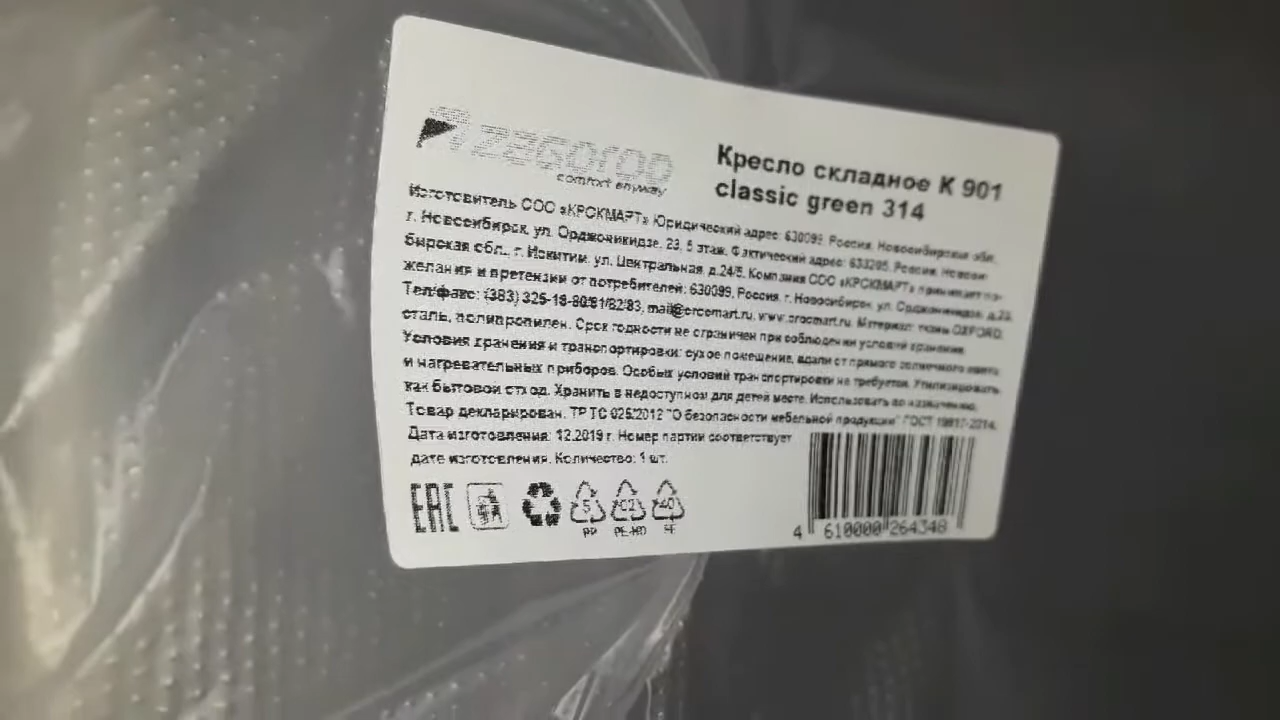 ZAGOROD
comfort anyway
Кресло складное К 901
classic green 314
Изготовитель ООО «КРОКМАРТ» Юридический адрес: 630099, Россия, Новосибирская обл.,
г. Новосибирск, ул. Орджоникидзе, 23, 5 этаж. Фактический адрес: 633205, Россия, Новоси-
бирская обл., г. Искитим, ул. Центральная, д.24/5. Компания ООО «КРОКМАРТ» принимает по-
желания и претензии от потребителей: 630099, Россия, г. Новосибирск, ул. Орджоникидзе, д.23.
Тел/факс: (383) 325-18-80/81/82/83, mail@crocmart.ru, www.crocmart.ru. Материал: ткань OXFORD,
сталь, полипропилен. Срок годности не ограничен при соблюдении условий хранения.
Условия хранения и транспортировки: сухое помещение, вдали от прямого солнечного света
и нагревательных приборов. Особых условий транспортировки не требуется. Утилизировать
как бытовой отход. Хранить в недоступном для детей месте. Использовать по назначению.
Товар декларирован. ТР ТС 025/2012 "О безопасности мебельной продукции" ГОСТ 19917-2014.
Дата изготовления: 12.2019 г. Номер партии соответствует
дате изготовления. Количество: 1 шт.
EAC
5 02 40
PP PE-HD FE
4 610000 264348